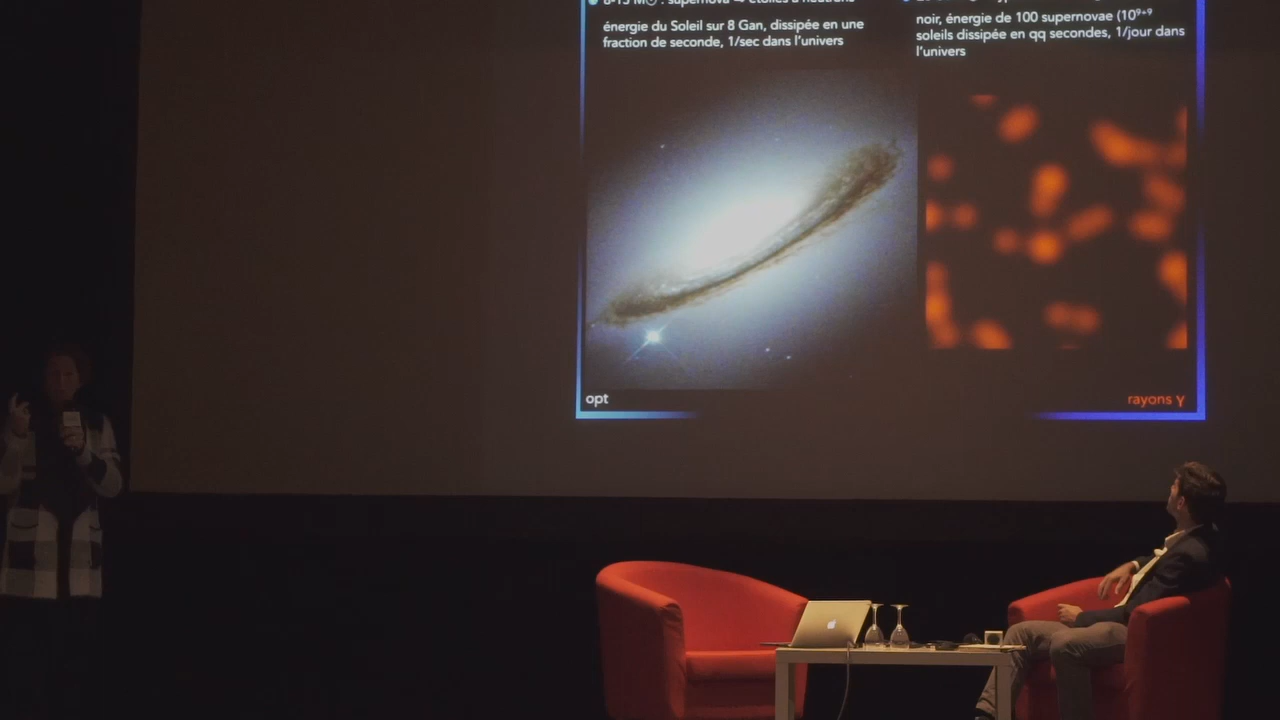 énergie du Soleil sur 8 Gan, dissipée en une
fraction de seconde, 1/sec dans l'univers
noir, énergie de 100 supernovae (10⁹⁺⁹
soleils dissipée en qq secondes, 1/jour dans
l'univers
opt
rayons γ